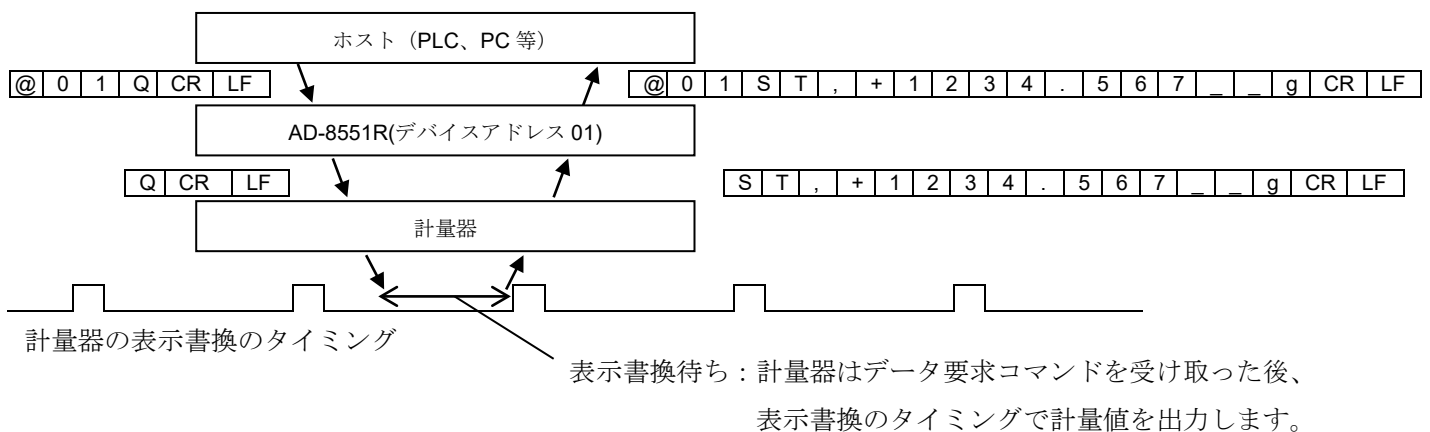 ホスト（PLC、PC 等）
@ 0 1 Q CR LF
@ 0 1 S T , + 1 2 3 4 . 5 6 7 _ _ g CR LF
AD-8551R(デバイスアドレス 01)
Q CR LF
S T , + 1 2 3 4 . 5 6 7 _ _ g CR LF
計量器
計量器の表示書換のタイミング
表示書換待ち：計量器はデータ要求コマンドを受け取った後、
表示書換のタイミングで計量値を出力します。